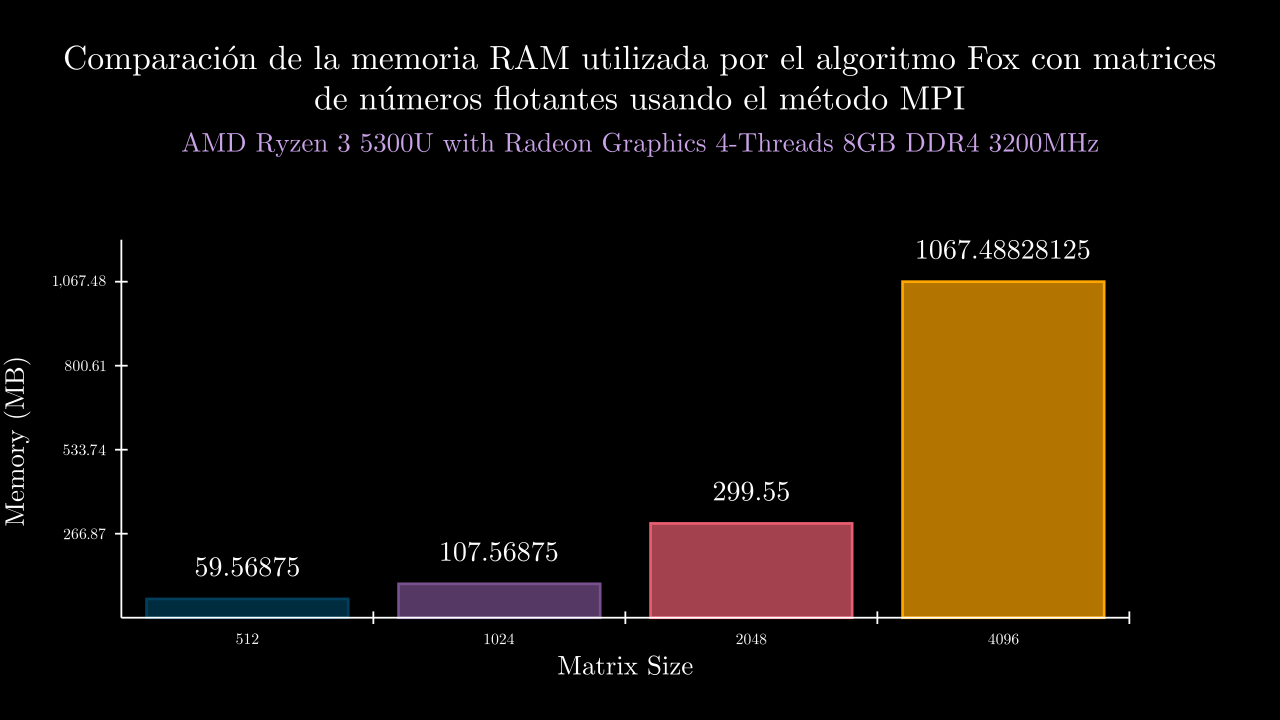 Comparación de la memoria RAM utilizada por el algoritmo Fox con matrices
de números flotantes usando el método MPI
AMD Ryzen 3 5300U with Radeon Graphics 4-Threads 8GB DDR4 3200MHz
1067.48828125
1,067.48
800.61
Memory (MB)
533.74
299.55
266.87
107.56875
59.56875
512
1024
2048
4096
Matrix Size